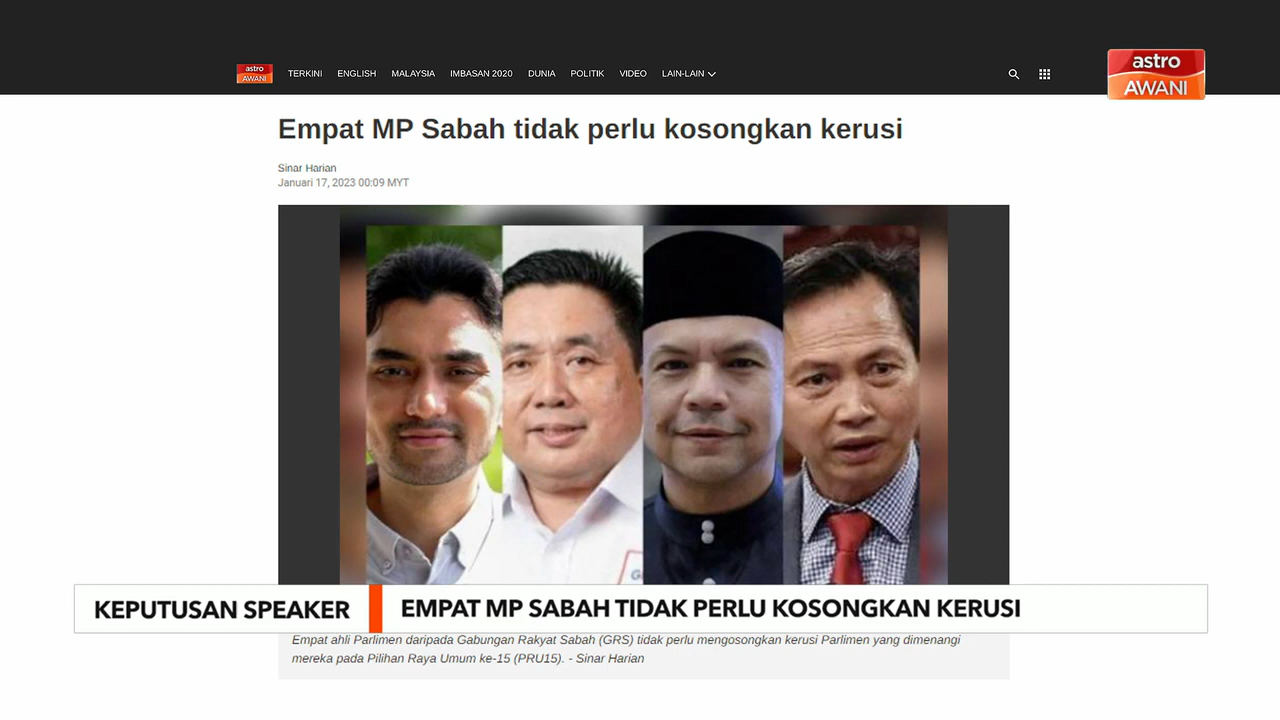 astro
AWANI
TERKINI ENGLISH MALAYSIA IMBASAN 2020 DUNIA POLITIK VIDEO LAIN-LAIN
astro
AWANI
Empat MP Sabah tidak perlu kosongkan kerusi
Sinar Harian
Januari 17, 2023 00:09 MYT
KEPUTUSAN SPEAKER
EMPAT MP SABAH TIDAK PERLU KOSONGKAN KERUSI
Empat ahli Parlimen daripada Gabungan Rakyat Sabah (GRS) tidak perlu mengosongkan kerusi Parlimen yang dimenangi
mereka pada Pilihan Raya Umum ke-15 (PRU15). - Sinar Harian